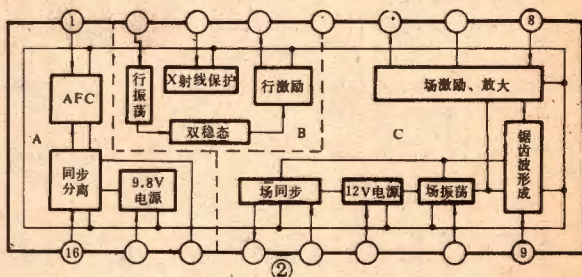 1
8
行振荡
X射线保护
行激励
场激励、放大
AFC
双稳态
B
A
C
锯齿波形成
同步
分离
9.8V
电源
场同步
12V电源
场振荡
16
9
②